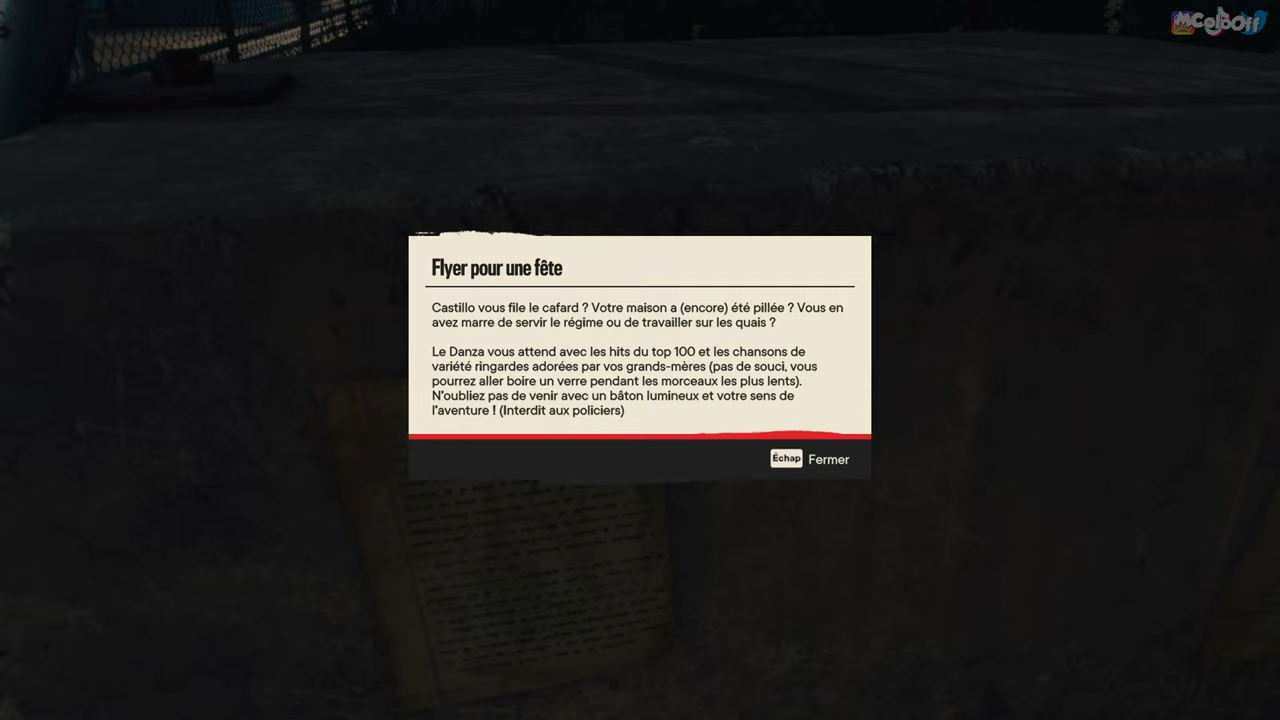 McoldOff
Flyer pour une fête
Castillo vous file le cafard ? Votre maison a (encore) été pillée ? Vous en
avez marre de servir le régime ou de travailler sur les quais ?
Le Danza vous attend avec les hits du top 100 et les chansons de
variété ringardes adorées par vos grands-mères (pas de souci, vous
pourrez aller boire un verre pendant les morceaux les plus lents).
N'oubliez pas de venir avec un bâton lumineux et votre sens de
l'aventure ! (Interdit aux policiers)
Échap Fermer